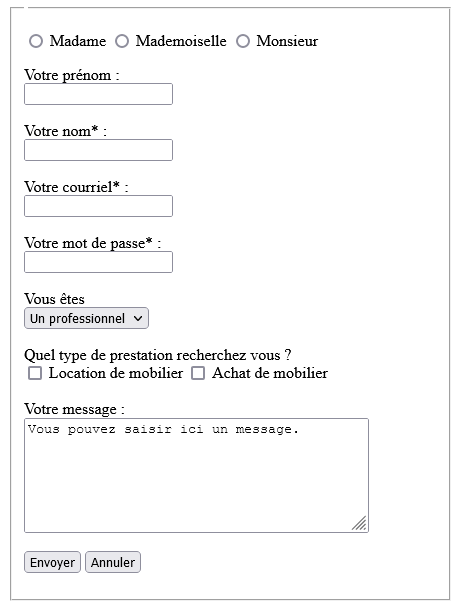 Madame Mademoiselle Monsieur
Votre prénom :
Votre nom* :
Votre courriel* :
Votre mot de passe* :
Vous êtes
Un professionnel
Quel type de prestation recherchez vous ?
Location de mobilier Achat de mobilier
Votre message :
Vous pouvez saisir ici un message.
Envoyer Annuler